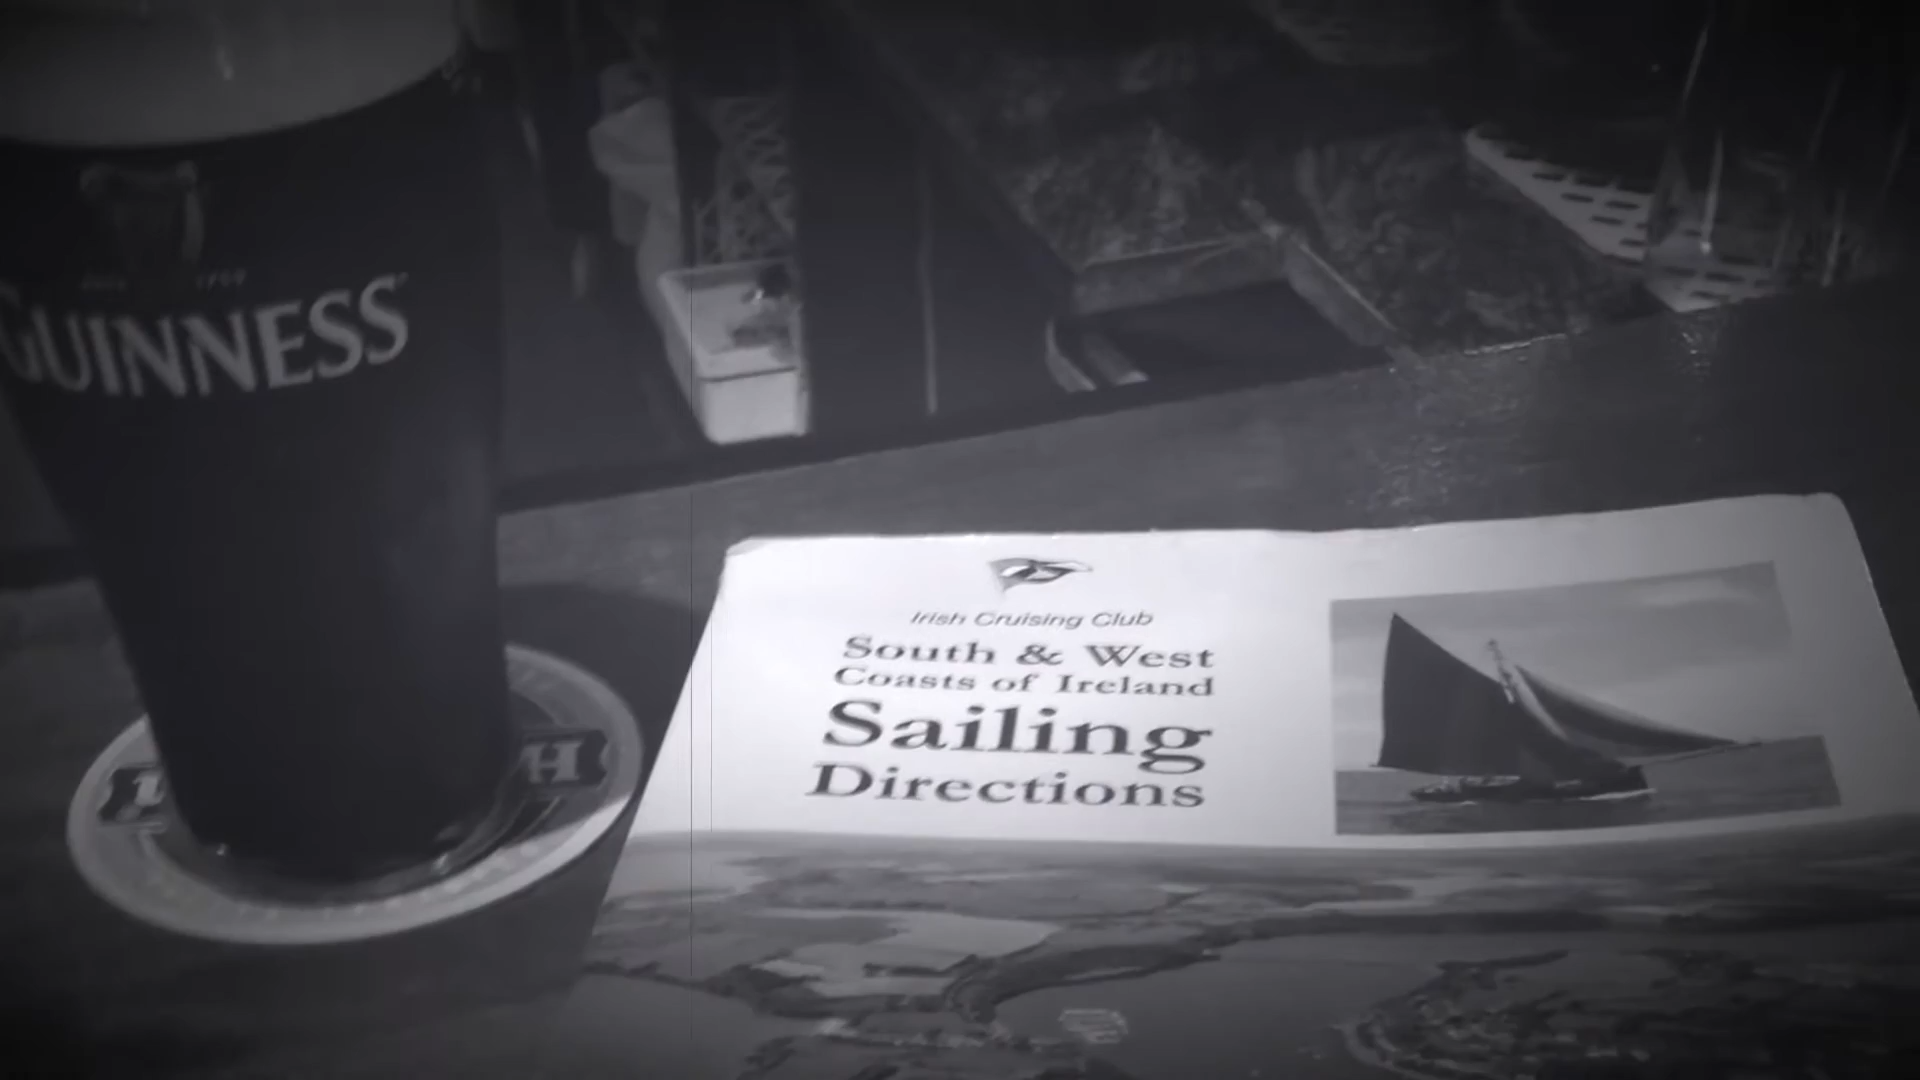 GUINNESS
Irish Cruising Club
South & West
Coasts of Ireland
Sailing
Directions